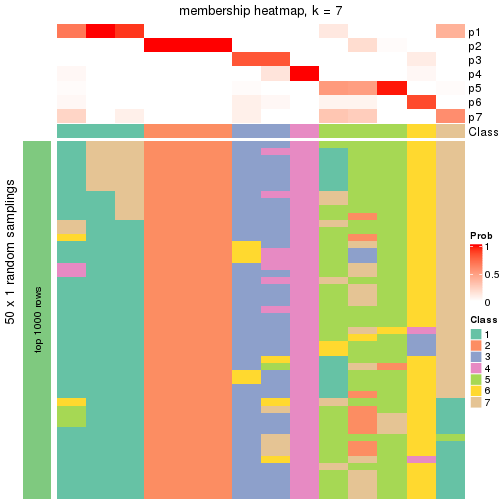 membership heatmap, k = 7
p1
p2
p3
p4
p5
p6
p7
Class
50 x 1 random samplings
top 1000 rows
Prob
1
0.5
0
Class
1
2
3
4
5
6
7